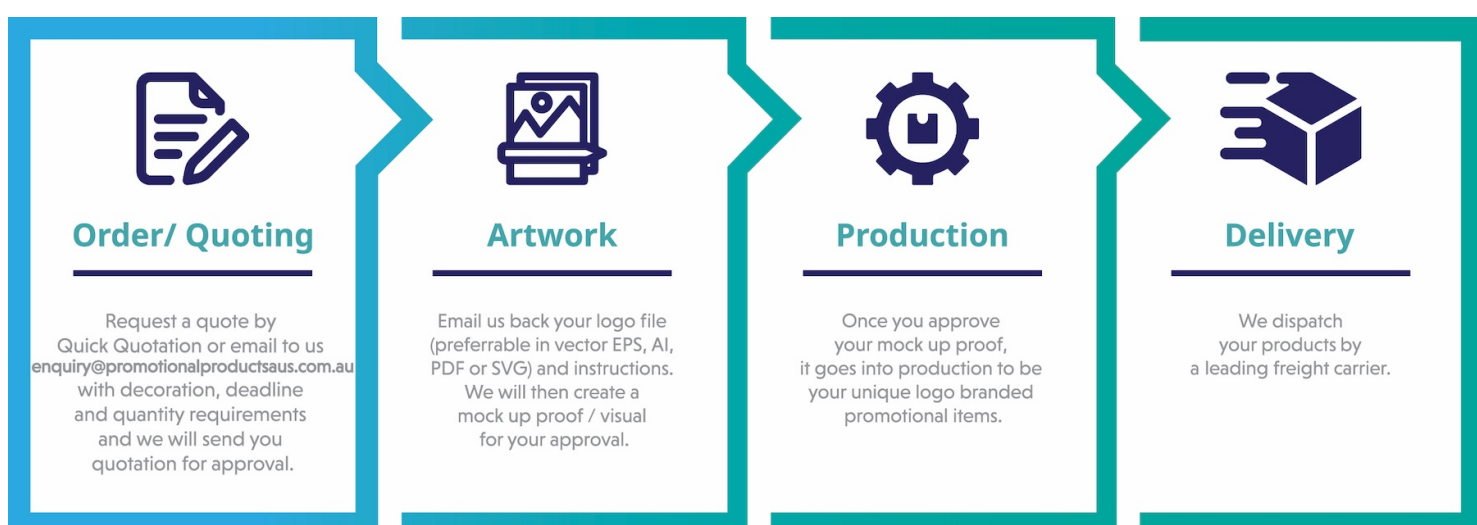 Order/ Quoting
Request a quote by
Quick Quotation or email to us
enquiry@promotionalproductsaus.com.au
with decoration, deadline
and quantity requirements
and we will send you
quotation for approval.
Artwork
Email us back your logo file
(preferrable in vector EPS, AI,
PDF or SVG) and instructions.
We will then create a
mock up proof / visual
for your approval.
Production
Once you approve
your mock up proof,
it goes into production to be
your unique logo branded
promotional items.
Delivery
We dispatch
your products by
a leading freight carrier.